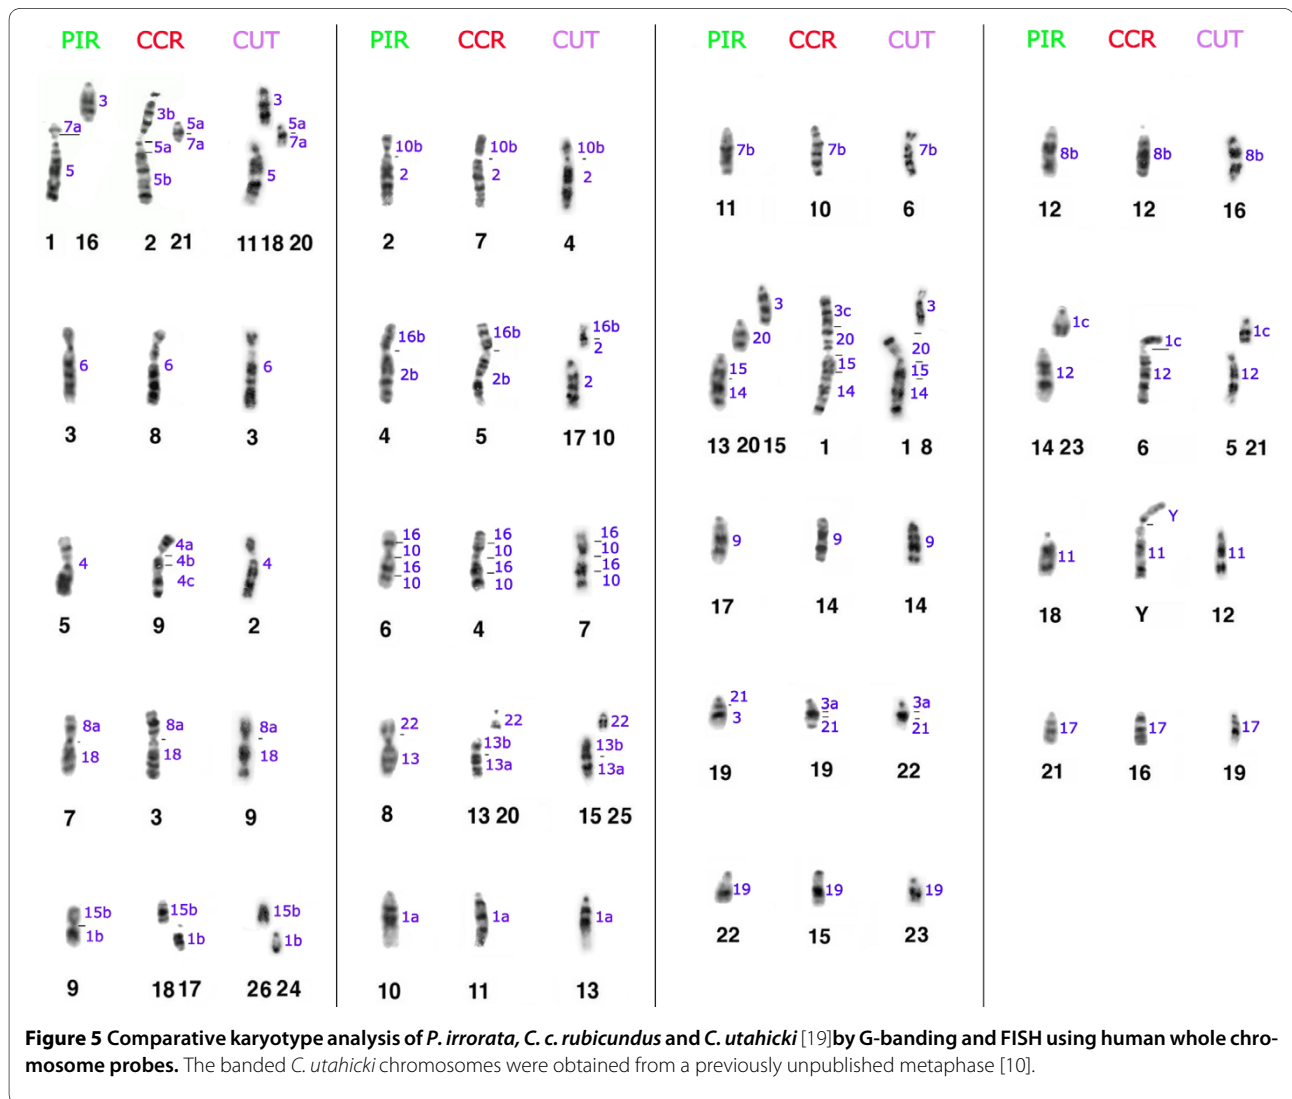 PIR CCR CUT
3
7a
5
3b
5a
5b
5a
7a
3
5a
7a
5
1 16 2 21 11 18 20
6 6 6
3 8 3
4
4a
4b
4c
4
5 9 2
8a
18
8a
18
8a
18
7 3 9
15b
1b
15b
1b
15b
1b
9 18 17 26 24
PIR CCR CUT
10b
2
10b
2
10b
2
2 7 4
16b
2b
16b
2b
16b
2
2
4 5 17 10
16
10
16
10
16
10
16
10
16
10
16
10
6 4 7
22
13
22
13b
13a
22
13b
13a
8 13 20 15 25
1a 1a 1a
10 11 13
PIR CCR CUT
7b 7b 7b
11 10 6
3
20
15
14
3c
20
15
14
3
20
15
14
13 20 15 1 1 8
9 9 9
17 14 14
21
3
3a
21
3a
21
19 19 22
19 19 19
22 15 23
PIR CCR CUT
8b 8b 8b
12 12 16
1c
12
1c
12
1c
12
14 23 6 5 21
11
Y
11
11
18 Y 12
17 17 17
21 16 19
Figure 5 Comparative karyotype analysis of P. irrorata, C. c. rubicundus and C. utahicki [19]by G-banding and FISH using human whole chro-
mosome probes. The banded C. utahicki chromosomes were obtained from a previously unpublished metaphase [10].